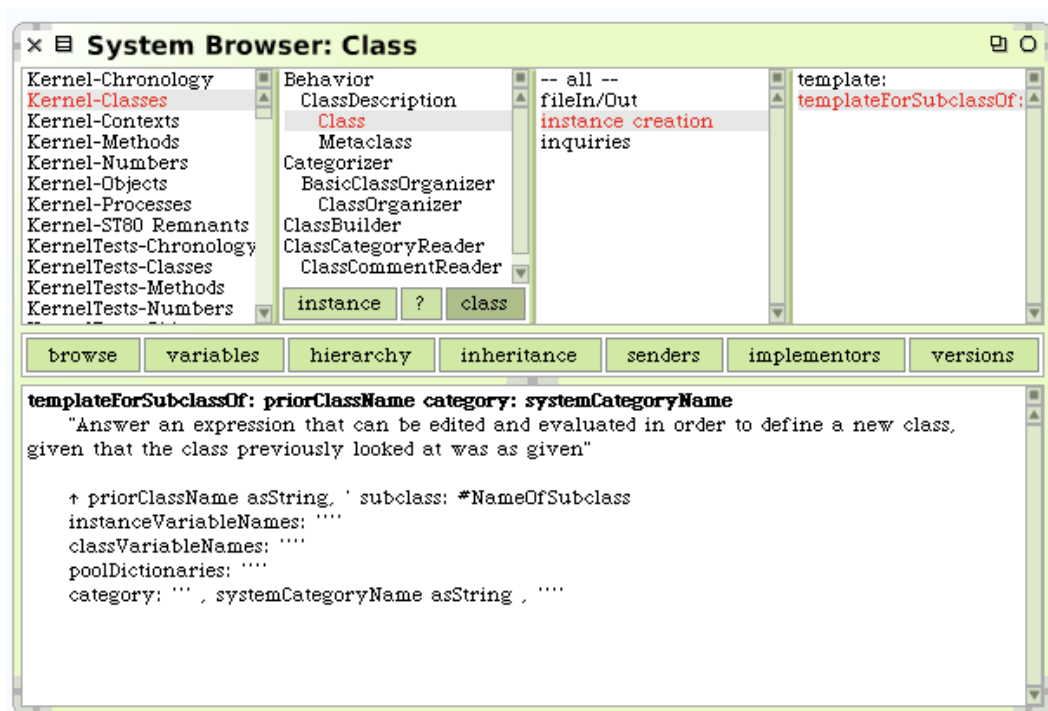 System Browser: Class
Kernel-Chronology
Kernel-Classes
Kernel-Contexts
Kernel-Methods
Kernel-Numbers
Kernel-Objects
Kernel-Processes
Kernel-ST80 Remnants
KernelTests-Chronology
KernelTests-Classes
KernelTests-Methods
KernelTests-Numbers
Behavior
ClassDescription
Class
Metaclass
Categorizer
BasicClassOrganizer
ClassOrganizer
ClassBuilder
ClassCategoryReader
ClassCommentReader
instance ? class
-- all --
fileIn/Out
instance creation
inquiries
template:
templateForSubclassOf:
browse variables hierarchy inheritance senders implementors versions
templateForSubclassOf: priorClassName category: systemCategoryName
"Answer an expression that can be edited and evaluated in order to define a new class,
given that the class previously looked at was as given"
↑ priorClassName asString, ' subclass: #NameOfSubclass
instanceVariableNames: ''''
classVariableNames: ''''
poolDictionaries: ''''
category: ''' , systemCategoryName asString , ''''